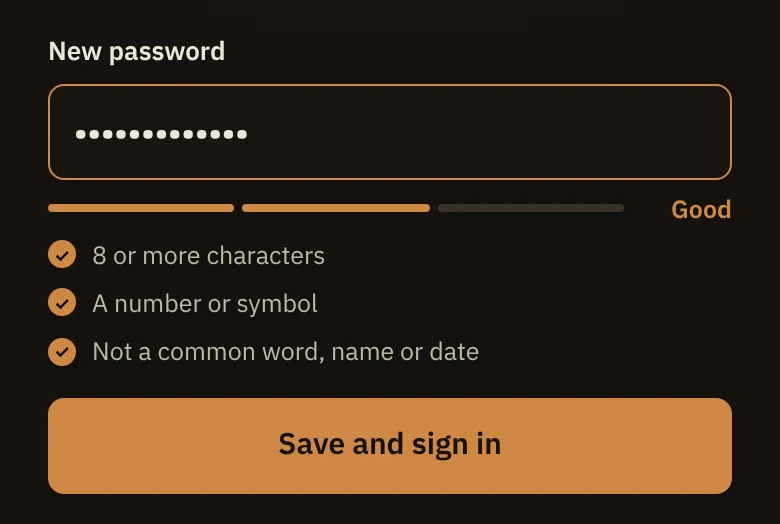 New password
•••••••••••••
Good
8 or more characters
A number or symbol
Not a common word, name or date
Save and sign in